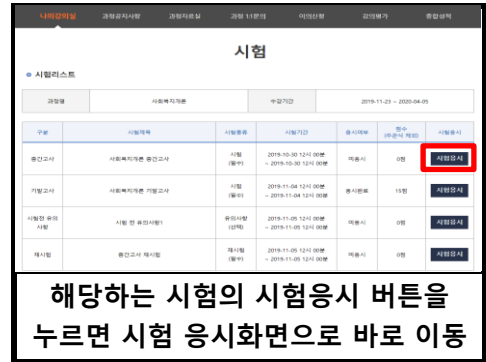 나의강의실 과정공지사항 과정자료실 과정 1:1문의 이의신청 강의평가 종합성적
시험
시험리스트
과정명 사회복지개론 수강기간 2019-11-23 ~ 2020-04-05
구분 시험제목 시험종류 시험기간 응시여부 점수 시험응시
(주관식 제외)
중간고사 사회복지개론 중간고사 시험 2019-10-30 12시 00분 미응시 0점 시험응시
(필수) ~ 2019-10-30 12시 00분
기말고사 사회복지개론 기말고사 시험 2019-11-04 12시 00분 응시완료 15점 시험응시
(필수) ~ 2019-11-04 12시 00분
시험전 유의 시험 전 유의사항1 유의사항 2019-11-05 12시 00분 미응시 0점 시험응시
사항 (선택) ~ 2019-11-05 12시 00분
재시험 중간고사 재시험 재시험 2019-11-05 12시 00분 미응시 0점 시험응시
(필수) ~ 2019-11-05 12시 00분
해당하는 시험의 시험응시 버튼을
누르면 시험 응시화면으로 바로 이동